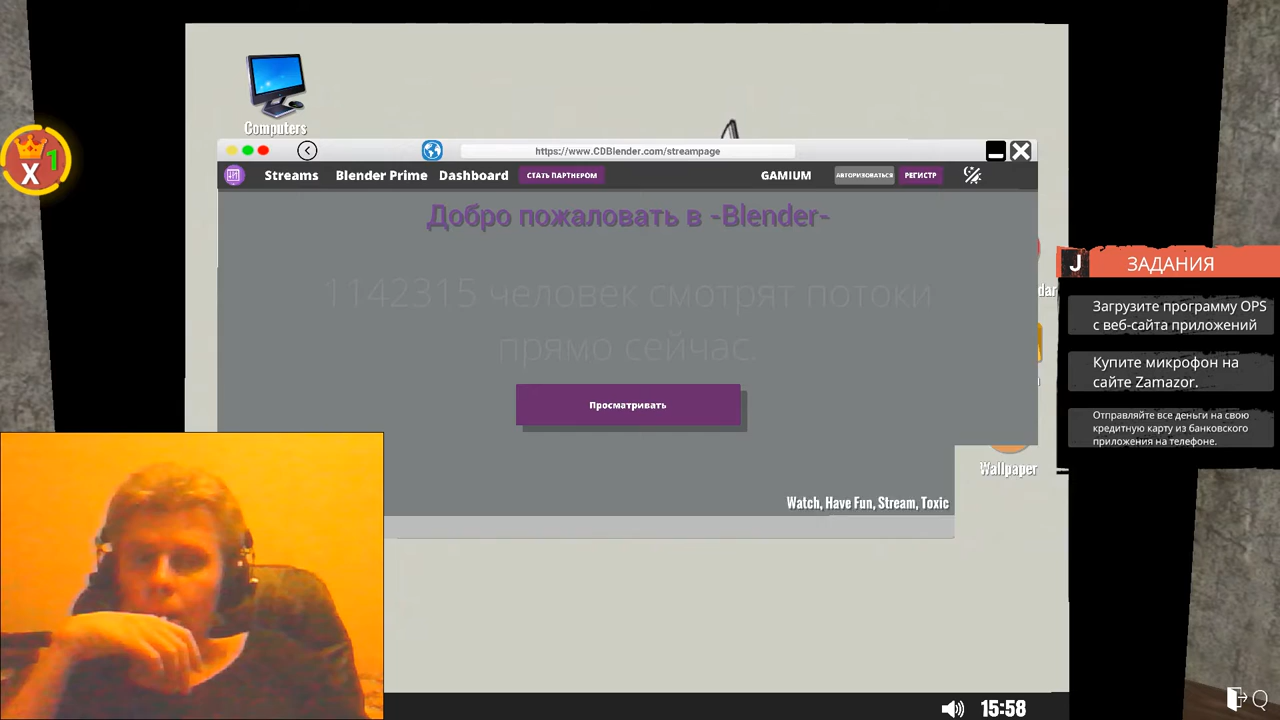 Computers
https://www.CDBlender.com/streampage
Streams
Blender Prime
Dashboard
СТАТЬ ПАРТНЕРОМ
GAMIUM
АВТОРИЗОВАТЬСЯ
РЕГИСТР
X 1
Добро пожаловать в -Blender-
1142315 человек смотрят потоки
прямо сейчас.
Просматривать
Watch, Have Fun, Stream, Toxic
J ЗАДАНИЯ
Загрузите программу OPS
с веб-сайта приложений
Купите микрофон на
сайте Zamazor.
Отправляйте все деньги на свою
кредитную карту из банковского
приложения на телефоне.
Wallpaper
15:58
Q